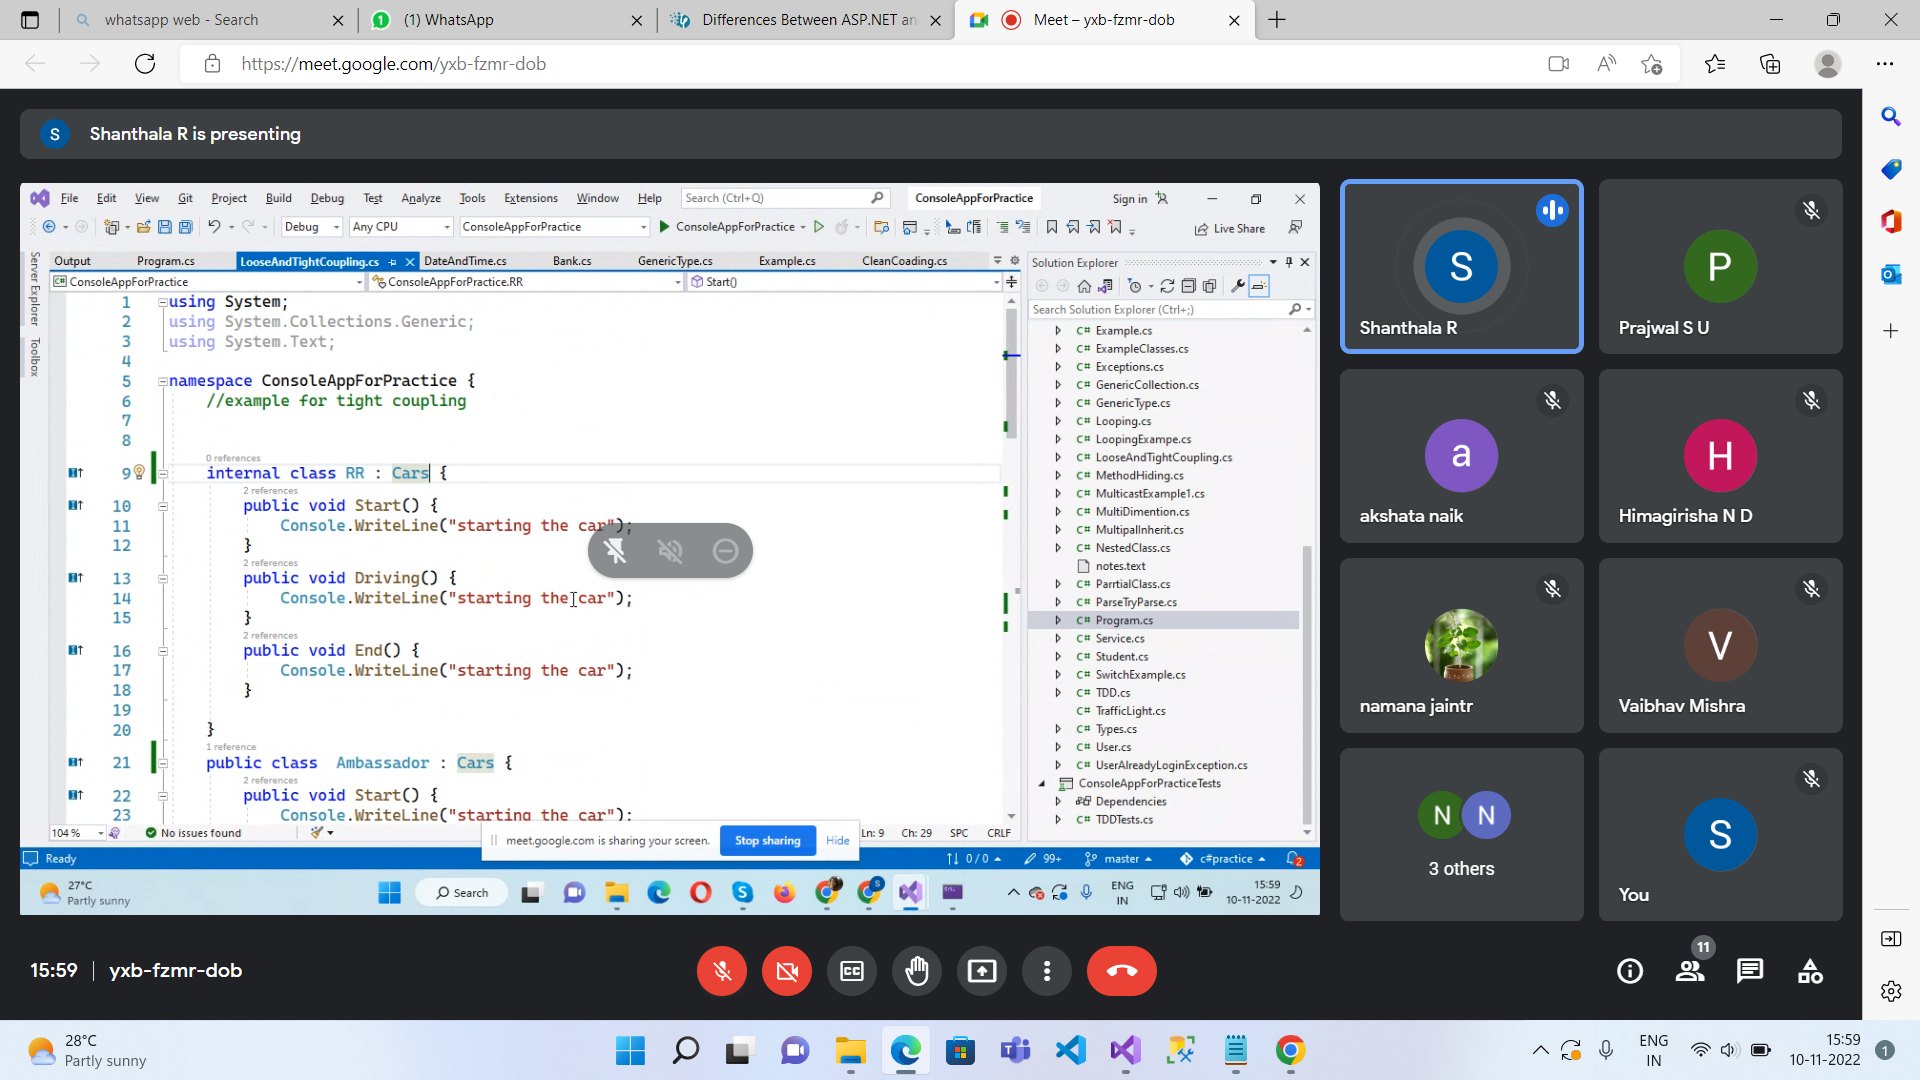 whatsapp web - Search
(1) WhatsApp
Differences Between ASP.NET an
Meet – yxb-fzmr-dob
https://meet.google.com/yxb-fzmr-dob
S Shanthala R is presenting
File Edit View Git Project Build Debug Test Analyze Tools Extensions Window Help Search (Ctrl+Q) ConsoleAppForPractice Sign in
Debug Any CPU ConsoleAppForPractice ConsoleAppForPractice Live Share
Server Explorer
Toolbox
Output Program.cs LooseAndTightCoupling.cs DateAndTime.cs Bank.cs GenericType.cs Example.cs CleanCoading.cs
ConsoleAppForPractice ConsoleAppForPractice.RR Start()
1 using System;
2 using System.Collections.Generic;
3 using System.Text;
4
5 namespace ConsoleAppForPractice {
6 //example for tight coupling
7
8
0 references
9 internal class RR : Cars {
2 references
10 public void Start() {
11 Console.WriteLine("starting the car");
12 }
2 references
13 public void Driving() {
14 Console.WriteLine("starting the car");
15 }
2 references
16 public void End() {
17 Console.WriteLine("starting the car");
18 }
19
20 }
1 reference
21 public class Ambassador : Cars {
2 references
22 public void Start() {
23 Console.WriteLine("starting the car");
104 % No issues found Ln: 9 Ch: 29 SPC CRLF
meet.google.com is sharing your screen. Stop sharing Hide
Ready 0 / 0 99+ master c#practice 2
Solution Explorer
Search Solution Explorer (Ctrl+;)
C# Example.cs
C# ExampleClasses.cs
C# Exceptions.cs
C# GenericCollection.cs
C# GenericType.cs
C# Looping.cs
C# LoopingExampe.cs
C# LooseAndTightCoupling.cs
C# MethodHiding.cs
C# MulticastExample1.cs
C# MultiDimention.cs
C# MultipalInherit.cs
C# NestedClass.cs
notes.text
C# ParrtialClass.cs
C# ParseTryParse.cs
C# Program.cs
C# Service.cs
C# Student.cs
C# SwitchExample.cs
C# TDD.cs
C# TrafficLight.cs
C# Types.cs
C# User.cs
C# UserAlreadyLoginException.cs
ConsoleAppForPracticeTests
Dependencies
C# TDDTests.cs
27°C
Partly sunny
Search
ENG
IN
15:59
10-11-2022
S
Shanthala R
P
Prajwal S U
a
akshata naik
H
Himagirisha N D
namana jaintr
V
Vaibhav Mishra
N N
3 others
S
You
15:59 | yxb-fzmr-dob
11
28°C
Partly sunny
ENG
IN
15:59
10-11-2022
1